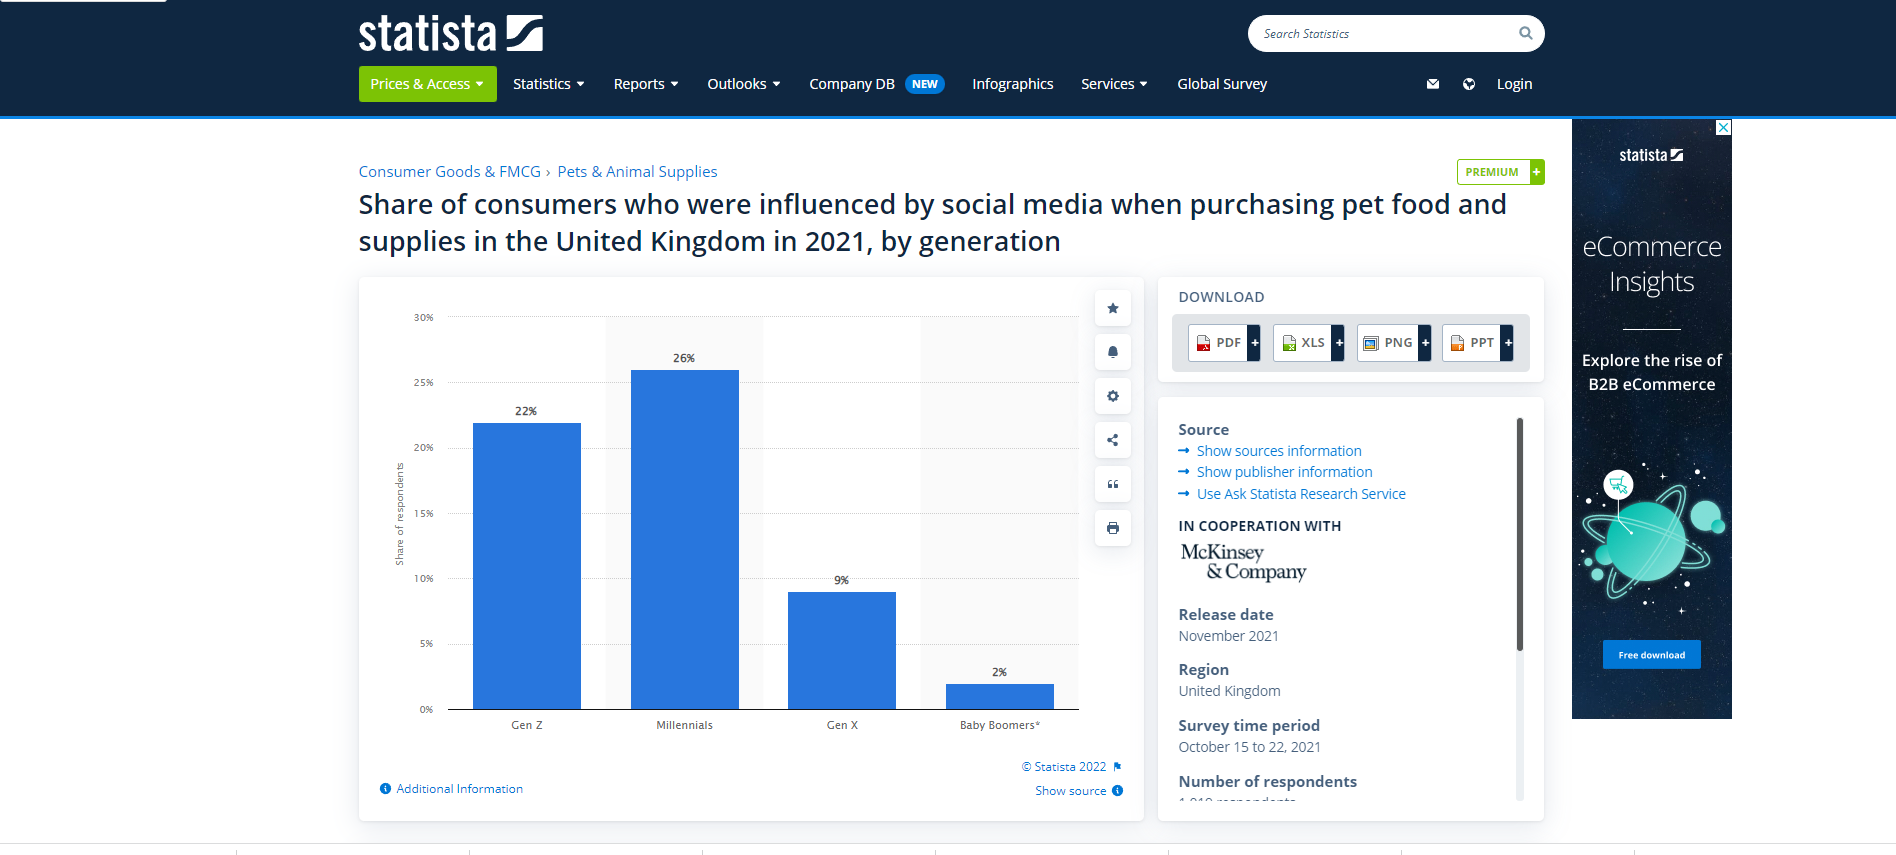 statista
Search Statistics
Prices & Access Statistics Reports Outlooks Company DB NEW Infographics Services Global Survey Login
Consumer Goods & FMCG › Pets & Animal Supplies
PREMIUM +
Share of consumers who were influenced by social media when purchasing pet food and
supplies in the United Kingdom in 2021, by generation
30%
25%
20%
15%
10%
5%
0%
Share of respondents
22%
26%
9%
2%
Gen Z Millennials Gen X Baby Boomers*
© Statista 2022
Additional Information
Show source
DOWNLOAD
PDF + XLS + PNG + PPT +
Source
→ Show sources information
→ Show publisher information
→ Use Ask Statista Research Service
IN COOPERATION WITH
McKinsey
& Company
Release date
November 2021
Region
United Kingdom
Survey time period
October 15 to 22, 2021
Number of respondents
statista
eCommerce
Insights
Explore the rise of
B2B eCommerce
Free download